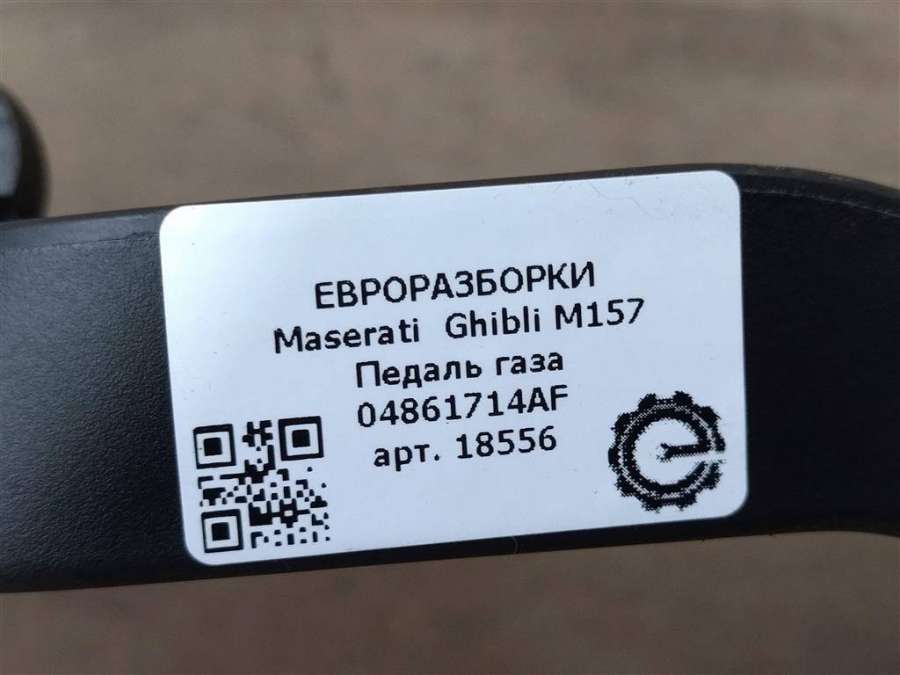 ЕВРОРАЗБОРКИ
Maserati Ghibli M157
Педаль газа
04861714AF
арт. 18556